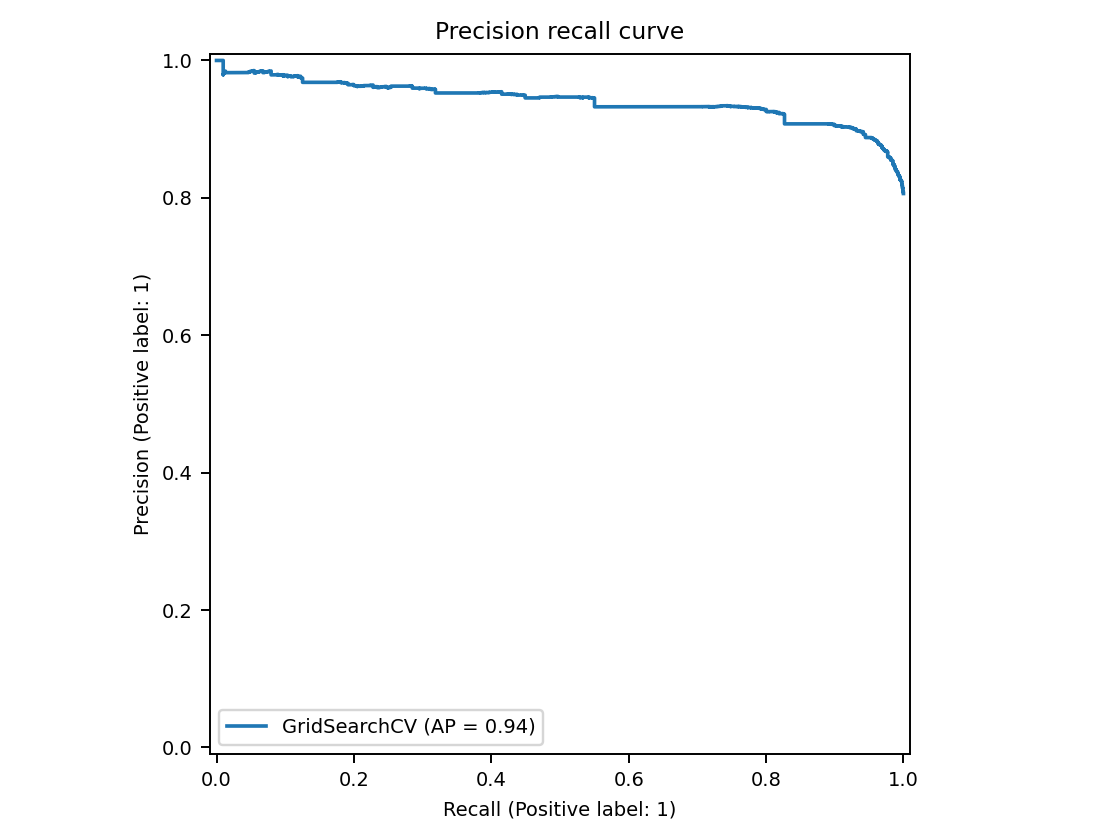 Precision recall curve
1.0
0.8
0.6
0.4
0.2
0.0
Precision (Positive label: 1)
GridSearchCV (AP = 0.94)
0.0 0.2 0.4 0.6 0.8 1.0
Recall (Positive label: 1)